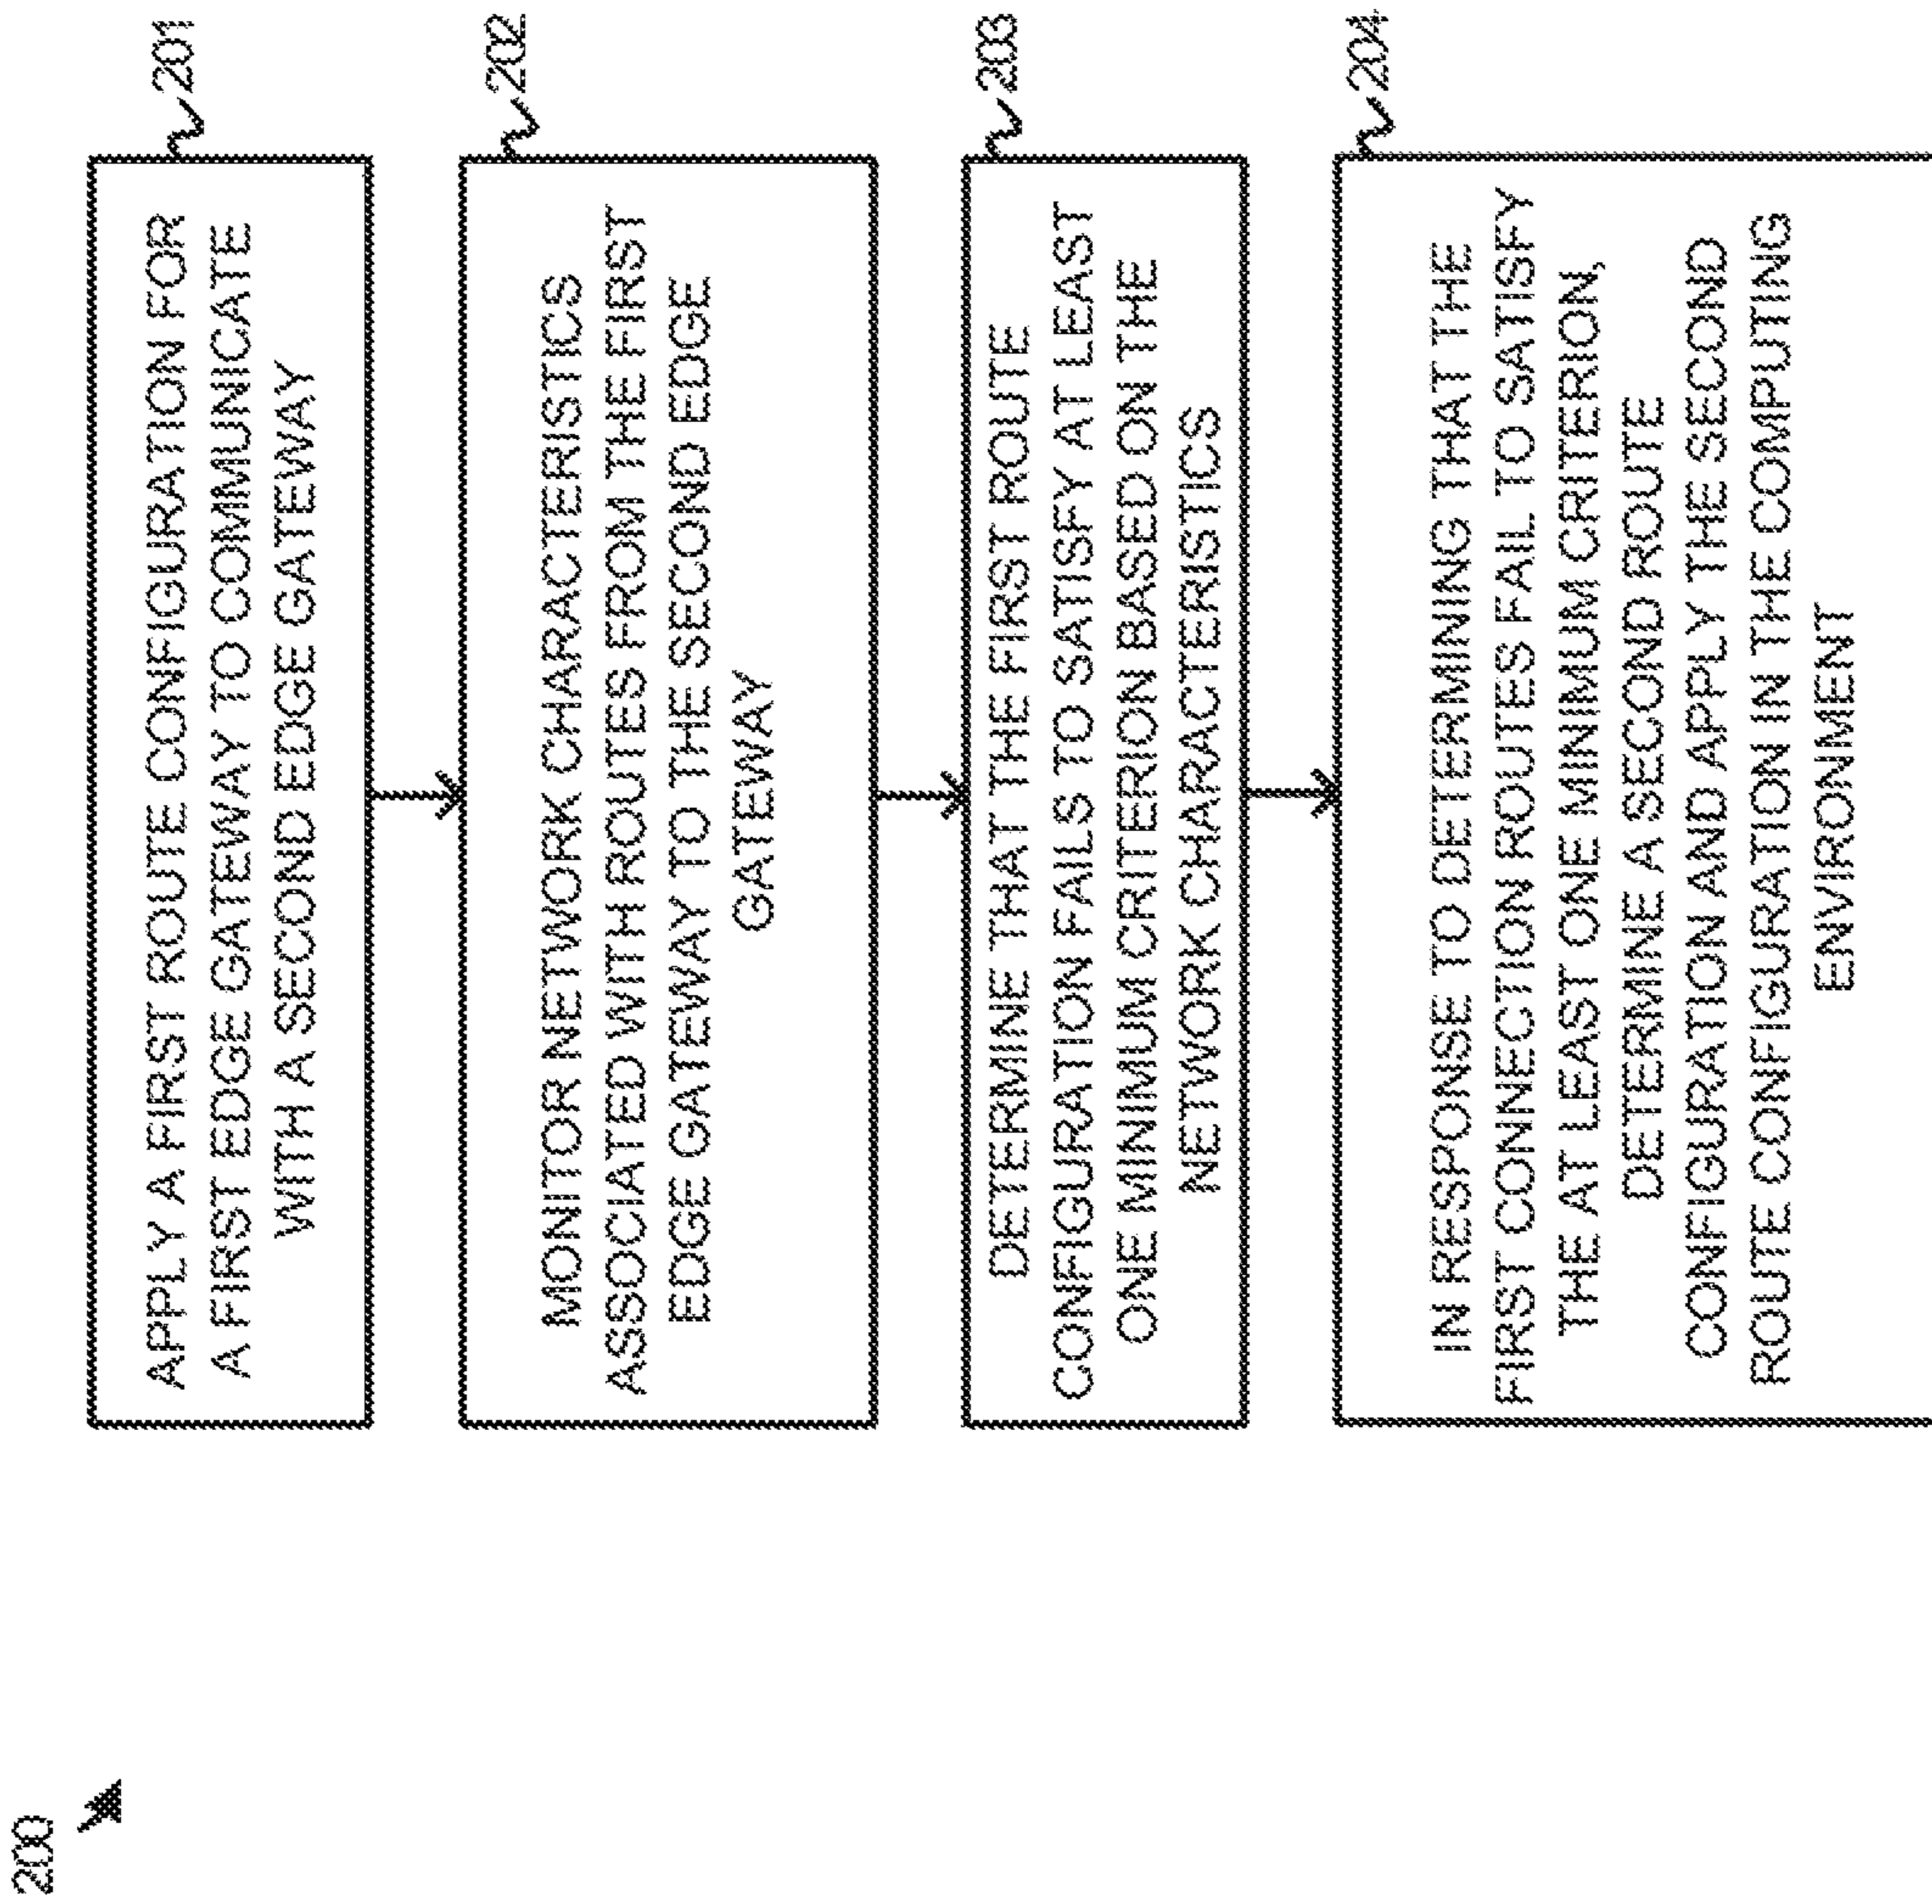 200
APPLY A FIRST ROUTE CONFIGURATION FOR
A FIRST EDGE GATEWAY TO COMMUNICATE
WITH A SECOND EDGE GATEWAY
201
MONITOR NETWORK CHARACTERISTICS
ASSOCIATED WITH ROUTES FROM THE FIRST
EDGE GATEWAY TO THE SECOND EDGE
GATEWAY
202
DETERMINE THAT THE FIRST ROUTE
CONFIGURATION FAILS TO SATISFY AT LEAST
ONE MINIMUM CRITERION BASED ON THE
NETWORK CHARACTERISTICS
203
IN RESPONSE TO DETERMINING THAT THE
FIRST CONNECTION ROUTES FAIL TO SATISFY
THE AT LEAST ONE MINIMUM CRITERION,
DETERMINE A SECOND ROUTE
CONFIGURATION AND APPLY THE SECOND
ROUTE CONFIGURATION IN THE COMPUTING
ENVIRONMENT
204